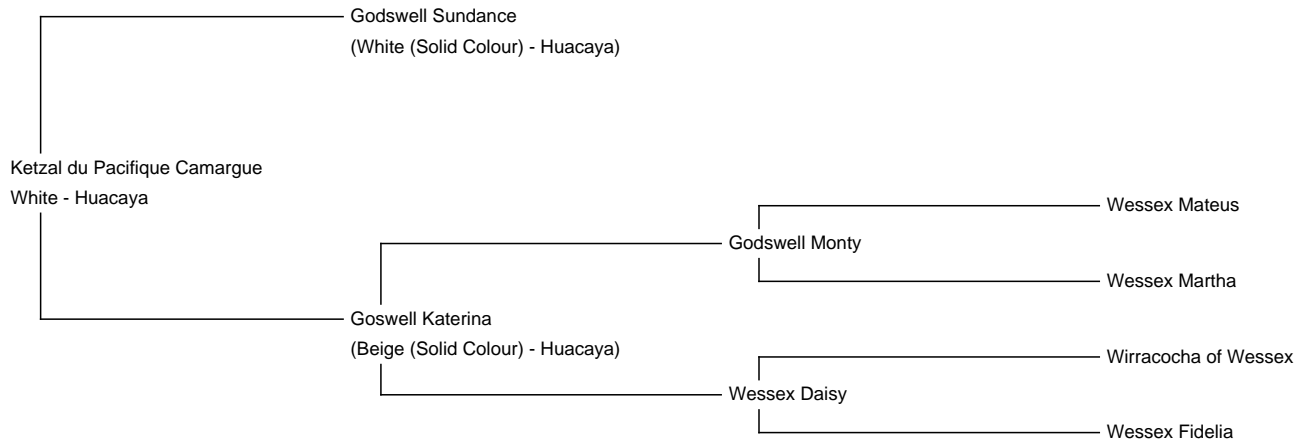 Godswell Sundance
(White (Solid Colour) - Huacaya)
Ketzal du Pacifique Camargue
White - Huacaya
Wessex Mateus
Godswell Monty
Wessex Martha
Goswell Katerina
(Beige (Solid Colour) - Huacaya)
Wirracocha of Wessex
Wessex Daisy
Wessex Fidelia